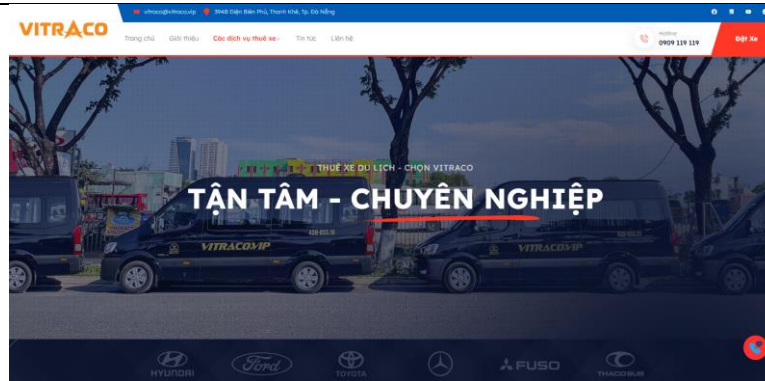 vitraco@vitraco.vip 394B Điện Biên Phủ, Thanh Khê, Tp. Đà Nẵng
VITRACO
Trang chủ Giới thiệu Các dịch vụ thuê xe Tin tức Liên hệ
Hotline
0909 119 119
Đặt Xe
THUÊ XE DU LỊCH - CHỌN VITRACO
TẬN TÂM - CHUYÊN NGHIỆP
VITRACO.VIP
VITRACO.VIP
HYUNDAI
Ford
TOYOTA
FUSO
THACO BUS